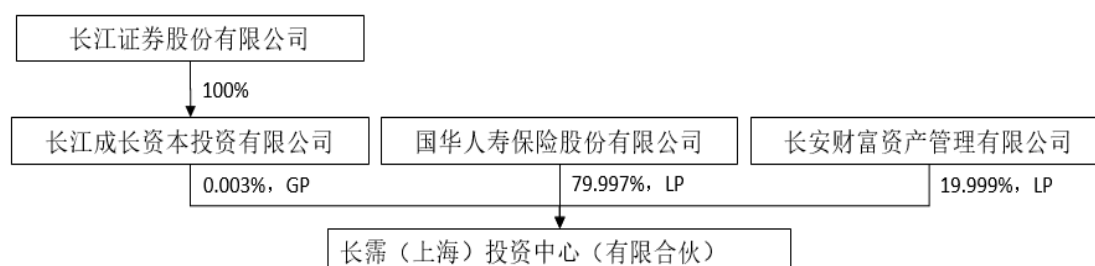 长江证券股份有限公司
100%
长江成长资本投资有限公司
国华人寿保险股份有限公司
长安财富资产管理有限公司
0.003%，GP
79.997%，LP
19.999%，LP
长霈（上海）投资中心（有限合伙）